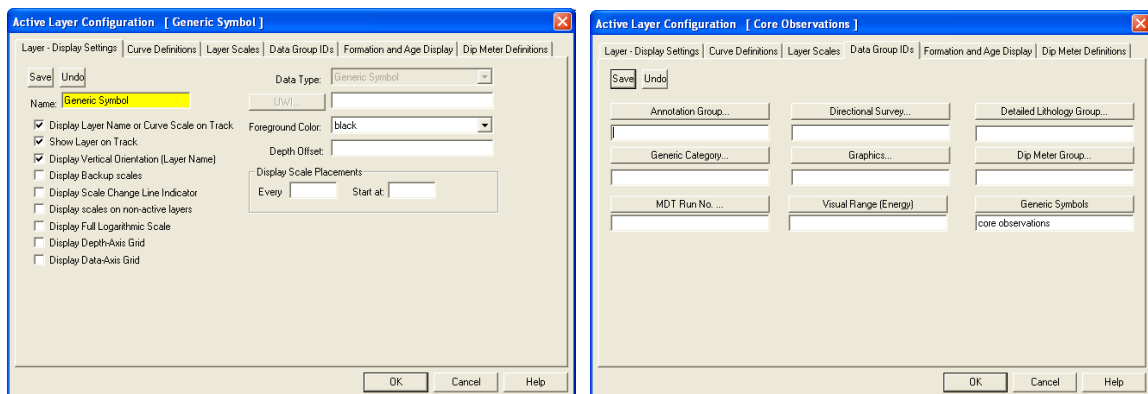 Active Layer Configuration [ Generic Symbol ]
Layer - Display Settings Curve Definitions Layer Scales Data Group IDs Formation and Age Display Dip Meter Definitions
Save Undo
Data Type: Generic Symbol
Name: Generic Symbol
UWI...
Display Layer Name or Curve Scale on Track
Foreground Color: black
Show Layer on Track
Depth Offset:
Display Vertical Orientation (Layer Name)
Display Backup scales
Display Scale Placements
Display Scale Change Line Indicator
Every Start at:
Display scales on non-active layers
Display Full Logarithmic Scale
Display Depth-Axis Grid
Display Data-Axis Grid
OK Cancel Help
Active Layer Configuration [ Core Observations ]
Layer - Display Settings Curve Definitions Layer Scales Data Group IDs Formation and Age Display Dip Meter Definitions
Save Undo
Annotation Group... Directional Survey... Detailed Lithology Group...
Generic Category... Graphics... Dip Meter Group...
MDT Run No. ... Visual Range (Energy) Generic Symbols
core observations
OK Cancel Help